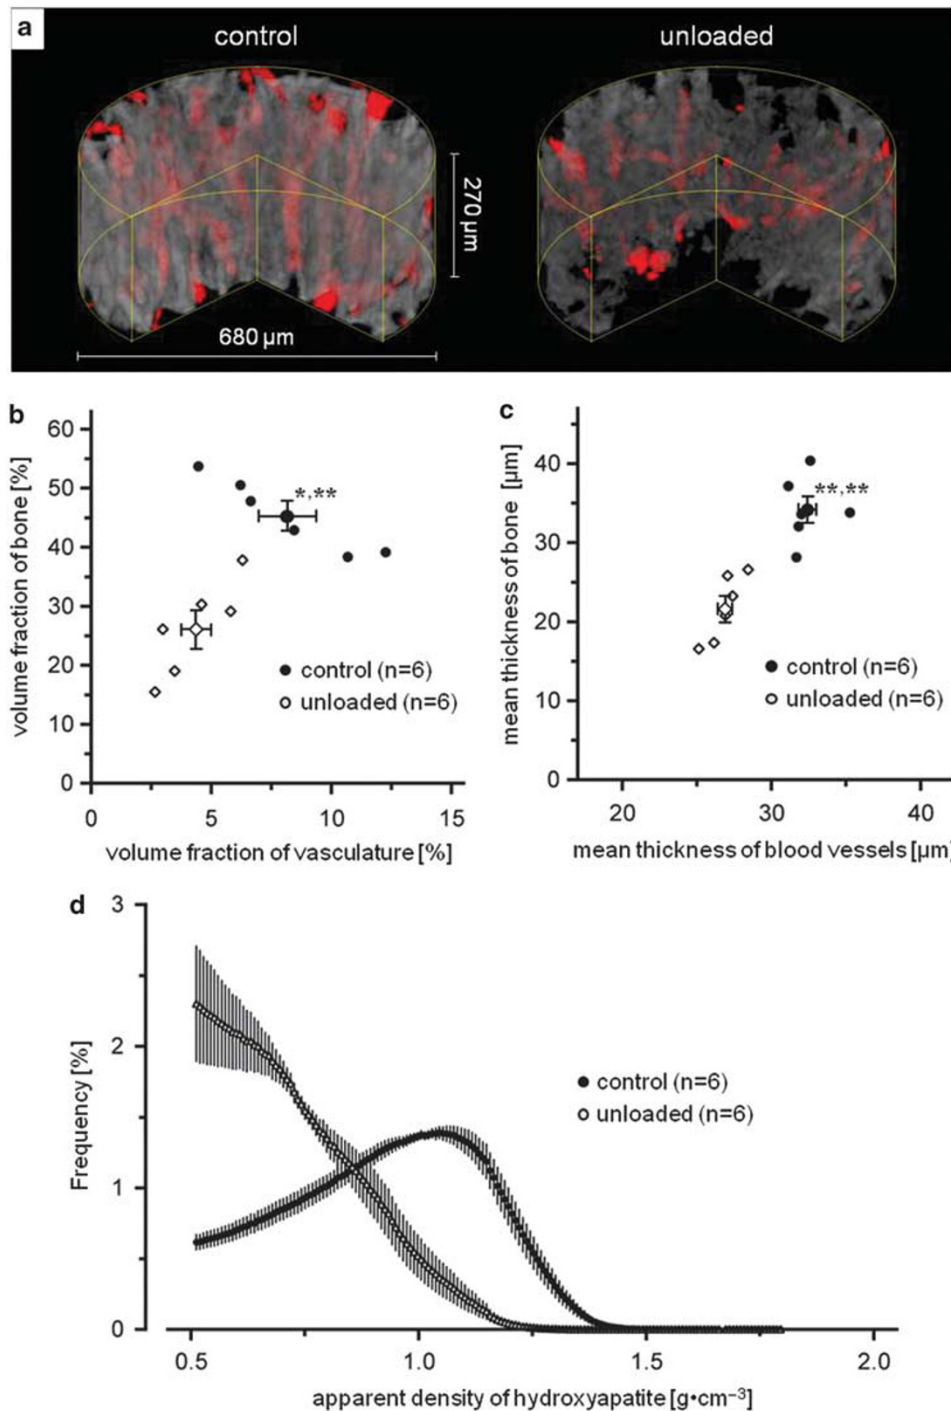 a
control
unloaded
270 µm
680 µm
b
volume fraction of bone [%]
60
50
40
30
20
10
0
*,**
control (n=6)
unloaded (n=6)
0 5 10 15
volume fraction of vasculature [%]
c
mean thickness of bone [µm]
40
30
20
10
**,**
control (n=6)
unloaded (n=6)
20 30 40
mean thickness of blood vessels [µm]
d
Frequency [%]
3
2
1
0
control (n=6)
unloaded (n=6)
0.5 1.0 1.5 2.0
apparent density of hydroxyapatite [g•cm⁻³]